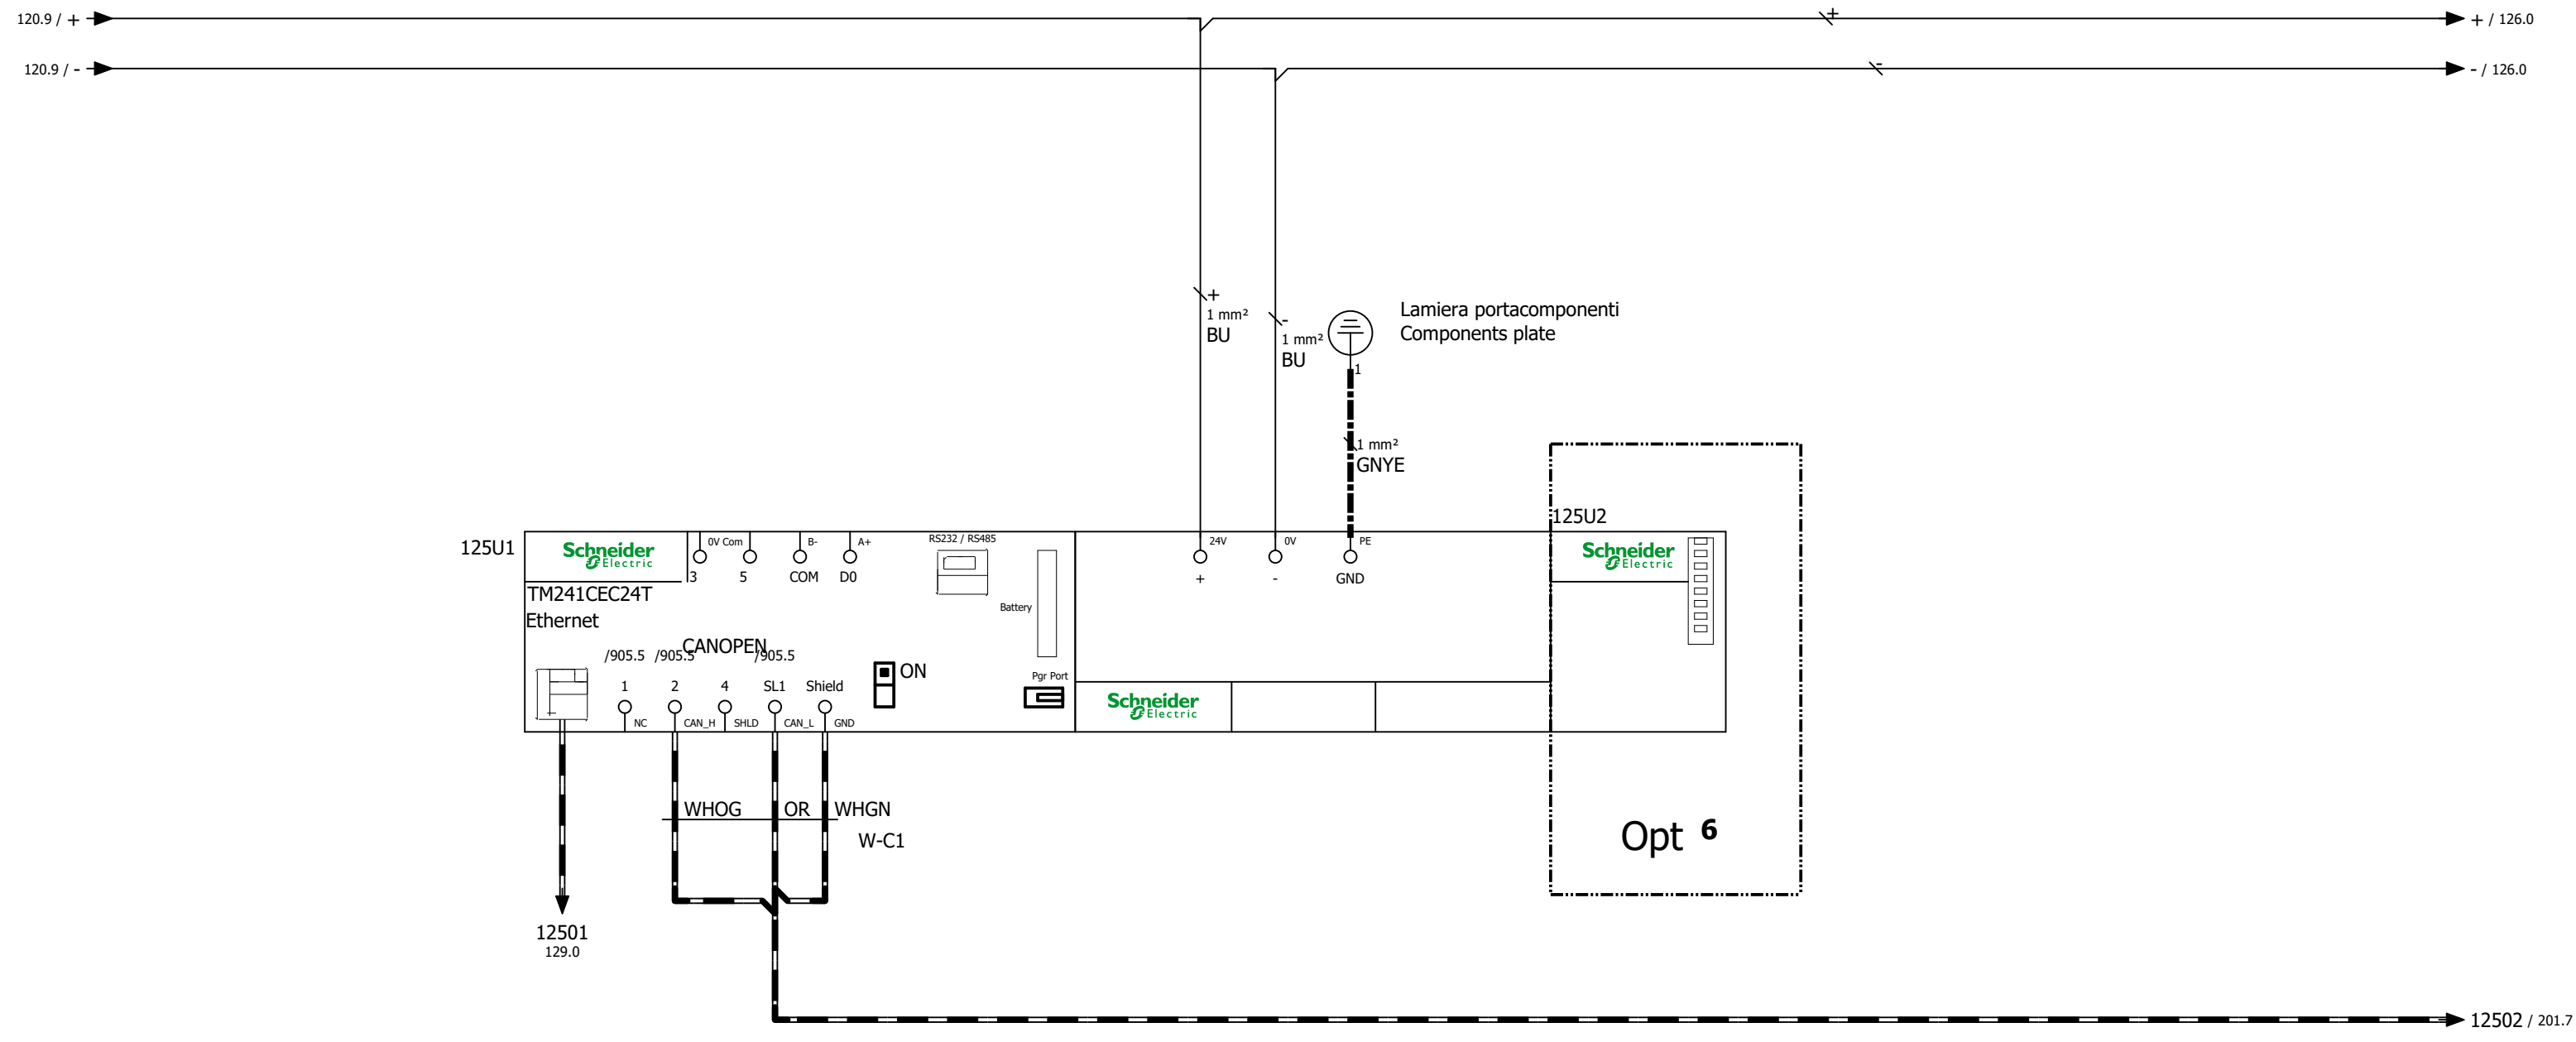 120.9 / +
+
+ / 126.0
120.9 / -
-
- / 126.0
+
1 mm²
BU
-
1 mm²
BU
Lamiera portacomponenti
Components plate
1
1 mm²
GNYE
125U1
125U2
Schneider
Electric
0V Com
B-
A+
3
5
COM
D0
RS232 / RS485
24V
0V
PE
+
-
GND
Schneider
Electric
TM241CEC24T
Ethernet
Battery
CANOPEN
/905.5
/905.5
/905.5
ON
Pgr Port
1
2
4
SL1
Shield
NC
CAN_H
SHLD
CAN_L
GND
Schneider
Electric
WHOG
OR
WHGN
W-C1
Opt 6
12501
129.0
12502 / 201.7